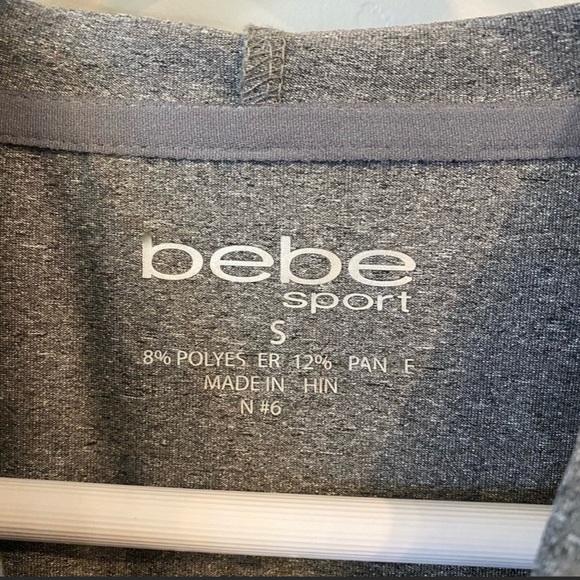 bebe
sport
S
8% POLYES ER 12% PAN E
MADE IN HIN
N #6